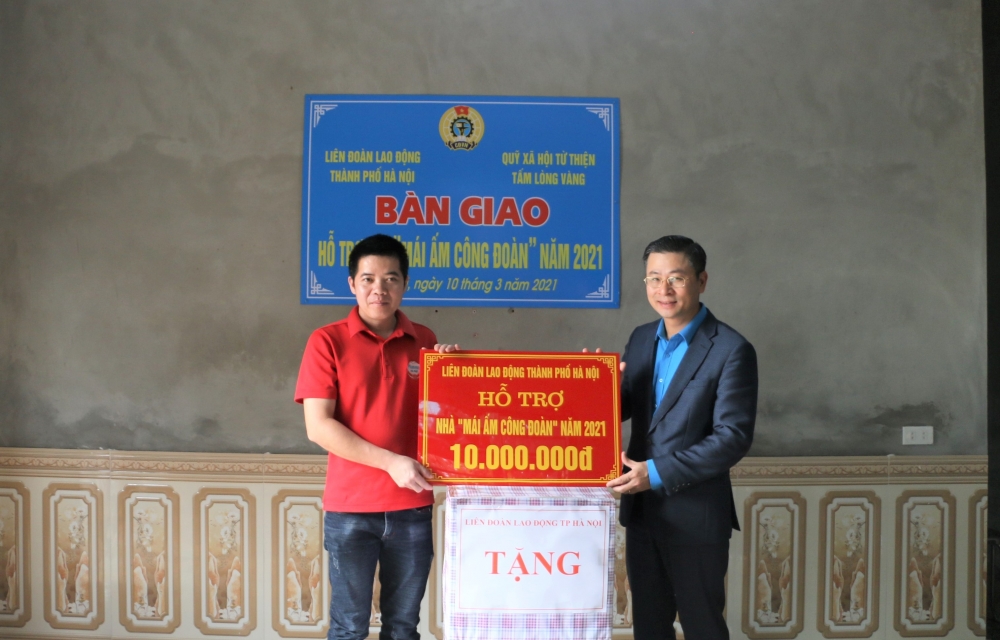 LIÊN ĐOÀN LAO ĐỘNG
THÀNH PHỐ HÀ NỘI
QUỸ XÃ HỘI TỪ THIỆN
TẤM LÒNG VÀNG
BÀN GIAO
HỖ "MÁI ẤM CÔNG ĐOÀN" NĂM 2021
ngày 10 tháng 3 năm 2021
LIÊN ĐOÀN LAO ĐỘNG THÀNH PHỐ HÀ NỘI
HỖ TRỢ
NHÀ "MÁI ẤM CÔNG ĐOÀN" NĂM 2021
10.000.000đ
LIÊN ĐOÀN LAO ĐỘNG TP HÀ NỘI
TẶNG